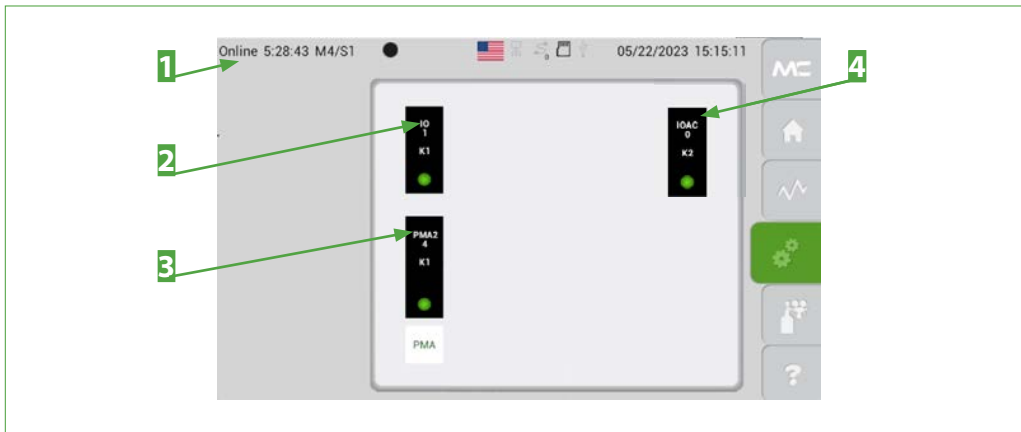 Online 5:28:43 M4/S1
05/22/2023 15:15:11
1
4
MC
IO
1
K1
IOAC
0
K2
2
PMA2
4
K1
3
PMA
?